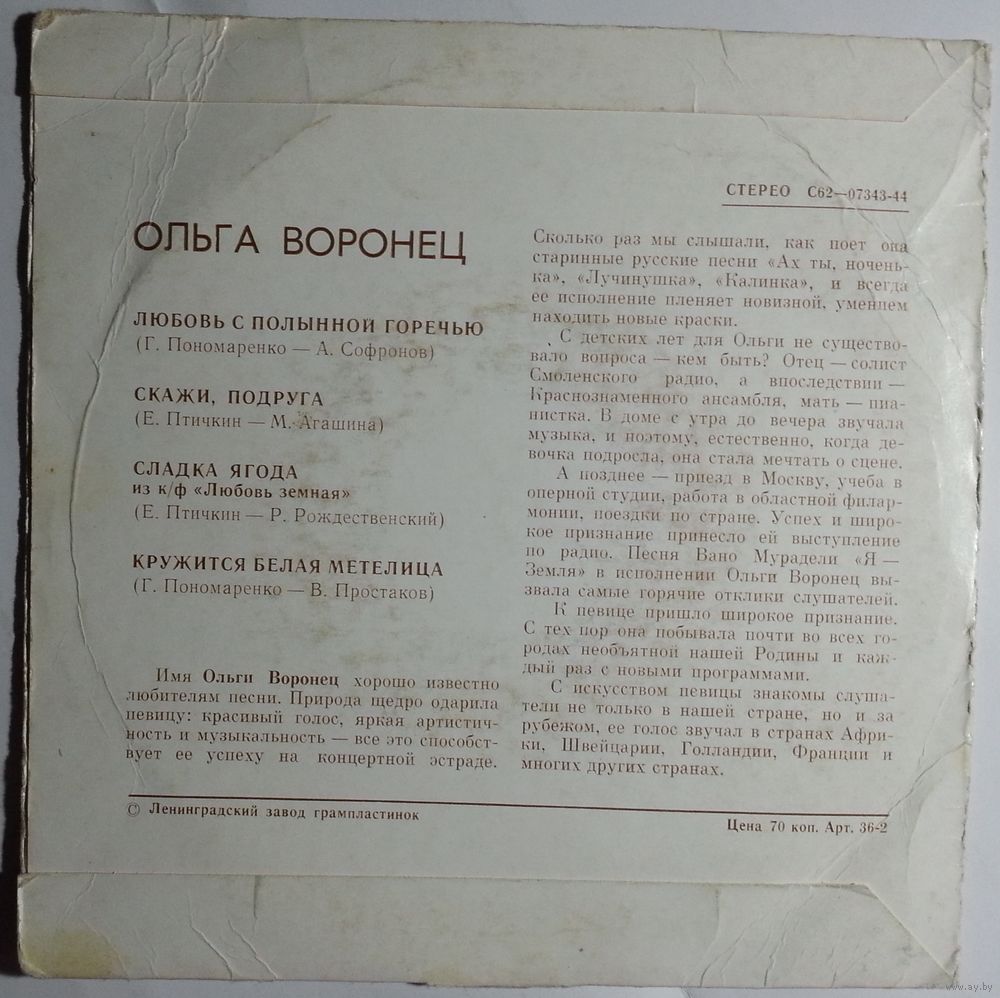 СТЕРЕО С62—07343-44
ОЛЬГА ВОРОНЕЦ
ЛЮБОВЬ С ПОЛЫННОЙ ГОРЕЧЬЮ
(Г. Пономаренко — А. Софронов)
СКАЖИ, ПОДРУГА
(Е. Птичкин — М. Агашина)
СЛАДКА ЯГОДА
из к/ф «Любовь земная»
(Е. Птичкин — Р. Рождественский)
КРУЖИТСЯ БЕЛАЯ МЕТЕЛИЦА
(Г. Пономаренко — В. Простаков)
Имя Ольги Воронец хорошо известно
любителям песни. Природа щедро одарила
певицу: красивый голос, яркая артистич-
ность и музыкальность — все это способст-
вует ее успеху на концертной эстраде.
Сколько раз мы слышали, как поет она
старинные русские песни «Ах ты, ночень-
ка», «Лучинушка», «Калинка», и всегда
ее исполнение пленяет новизной, умением
находить новые краски.
С детских лет для Ольги не существо-
вало вопроса — кем быть? Отец — солист
Смоленского радио, а впоследствии —
Краснознаменного ансамбля, мать — пиа-
нистка. В доме с утра до вечера звучала
музыка, и поэтому, естественно, когда де-
вочка подросла, она стала мечтать о сцене.
А позднее — приезд в Москву, учеба в
оперной студии, работа в областной филар-
монии, поездки по стране. Успех и широ-
кое признание принесло ей выступление
по радио. Песня Вано Мурадели «Я —
Земля» в исполнении Ольги Воронец вы-
звала самые горячие отклики слушателей.
К певице пришло широкое признание.
С тех пор она побывала почти во всех го-
родах необъятной нашей Родины и каж-
дый раз с новыми программами.
С искусством певицы знакомы слуша-
тели не только в нашей стране, но и за
рубежом, ее голос звучал в странах Афри-
ки, Швейцарии, Голландии, Франции и
многих других странах.
© Ленинградский завод грампластинок
Цена 70 коп. Арт. 36-2
www.ay.by